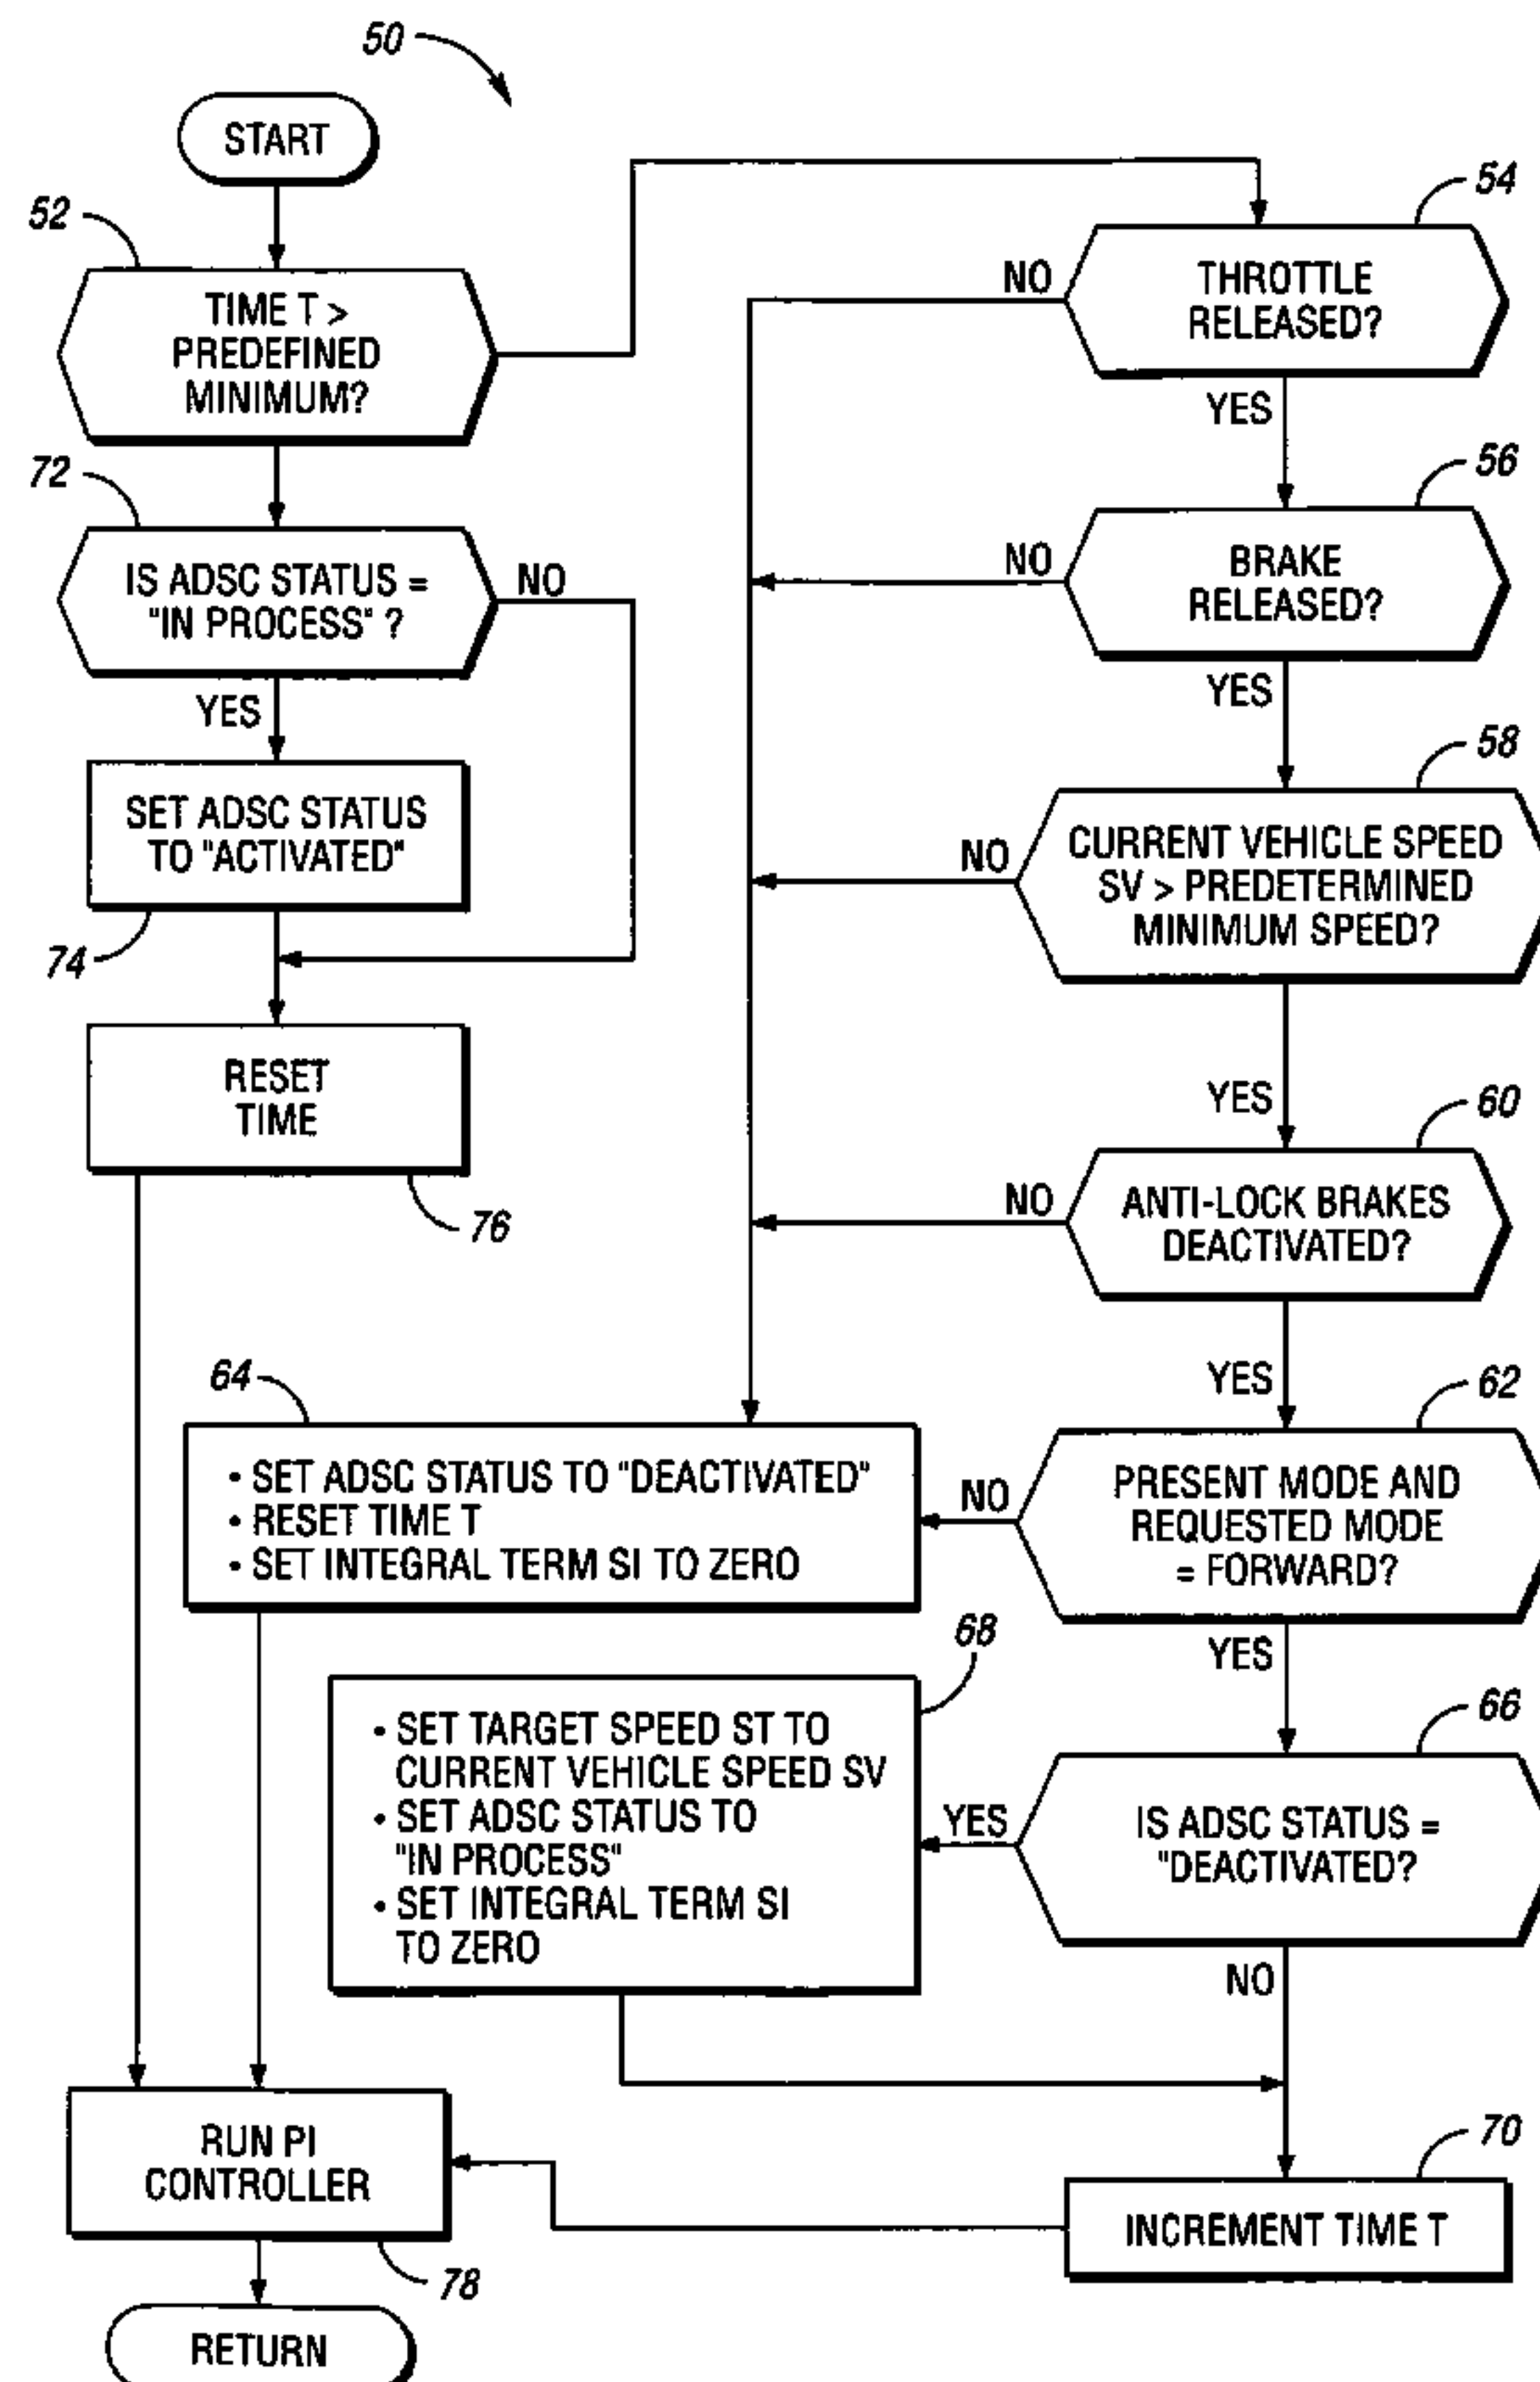 50
START
52
TIME T >
PREDEFINED
MINIMUM?
54
THROTTLE
RELEASED?
NO
YES
72
IS ADSC STATUS =
"IN PROCESS" ?
NO
YES
56
BRAKE
RELEASED?
NO
YES
SET ADSC STATUS
TO "ACTIVATED"
74
58
CURRENT VEHICLE SPEED
SV > PREDETERMINED
MINIMUM SPEED?
NO
YES
RESET
TIME
76
60
ANTI-LOCK BRAKES
DEACTIVATED?
NO
YES
62
PRESENT MODE AND
REQUESTED MODE
= FORWARD?
NO
YES
64
• SET ADSC STATUS TO "DEACTIVATED"
• RESET TIME T
• SET INTEGRAL TERM SI TO ZERO
66
IS ADSC STATUS =
"DEACTIVATED?
YES
NO
68
• SET TARGET SPEED ST TO
CURRENT VEHICLE SPEED SV
• SET ADSC STATUS TO
"IN PROCESS"
• SET INTEGRAL TERM SI
TO ZERO
70
INCREMENT TIME T
RUN PI
CONTROLLER
78
RETURN